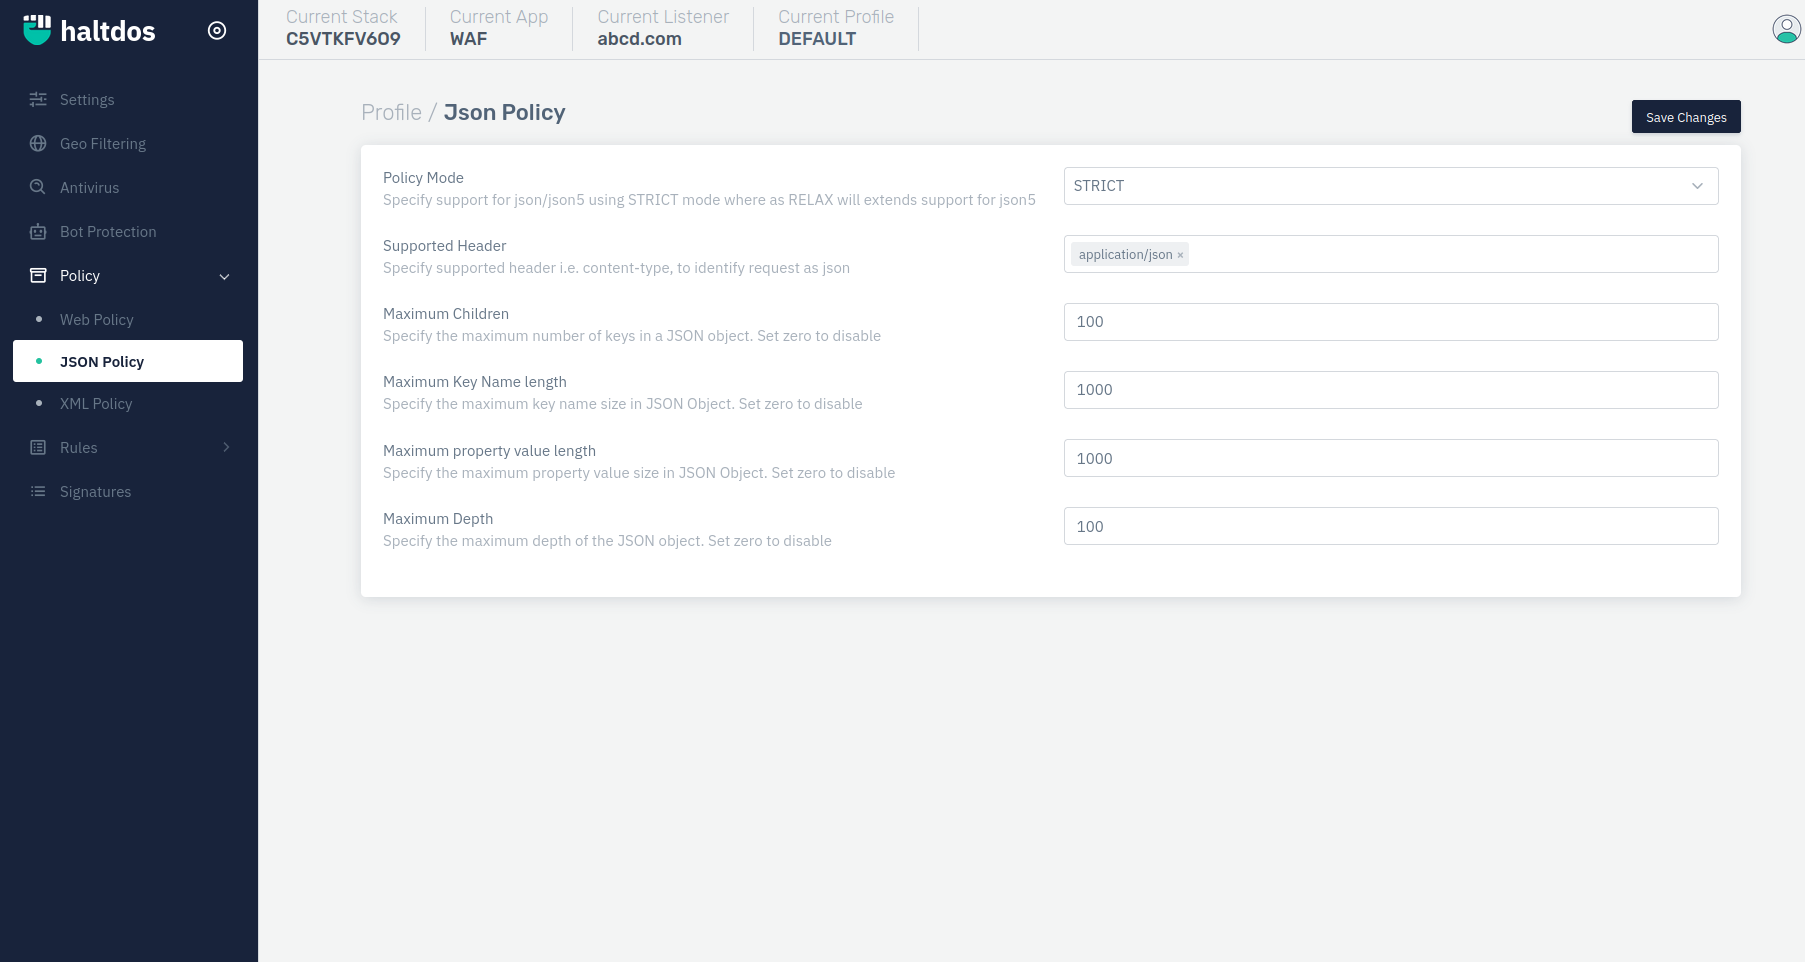 haltdos
Current Stack
C5VTKFV6O9
Current App
WAF
Current Listener
abcd.com
Current Profile
DEFAULT
Settings
Geo Filtering
Antivirus
Bot Protection
Policy
Web Policy
JSON Policy
XML Policy
Rules
Signatures
Profile / Json Policy
Save Changes
Policy Mode
Specify support for json/json5 using STRICT mode where as RELAX will extends support for json5
STRICT
Supported Header
Specify supported header i.e. content-type, to identify request as json
application/json ×
Maximum Children
Specify the maximum number of keys in a JSON object. Set zero to disable
100
Maximum Key Name length
Specify the maximum key name size in JSON Object. Set zero to disable
1000
Maximum property value length
Specify the maximum property value size in JSON Object. Set zero to disable
1000
Maximum Depth
Specify the maximum depth of the JSON object. Set zero to disable
100